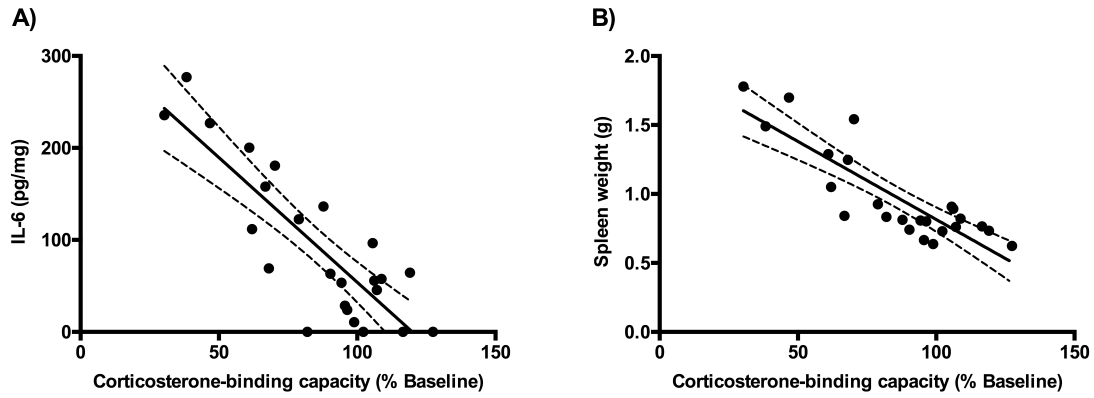 A)
300
200
100
0
IL-6 (pg/mg)
0 50 100 150
Corticosterone-binding capacity (% Baseline)
B)
2.0
1.5
1.0
0.5
0.0
Spleen weight (g)
0 50 100 150
Corticosterone-binding capacity (% Baseline)